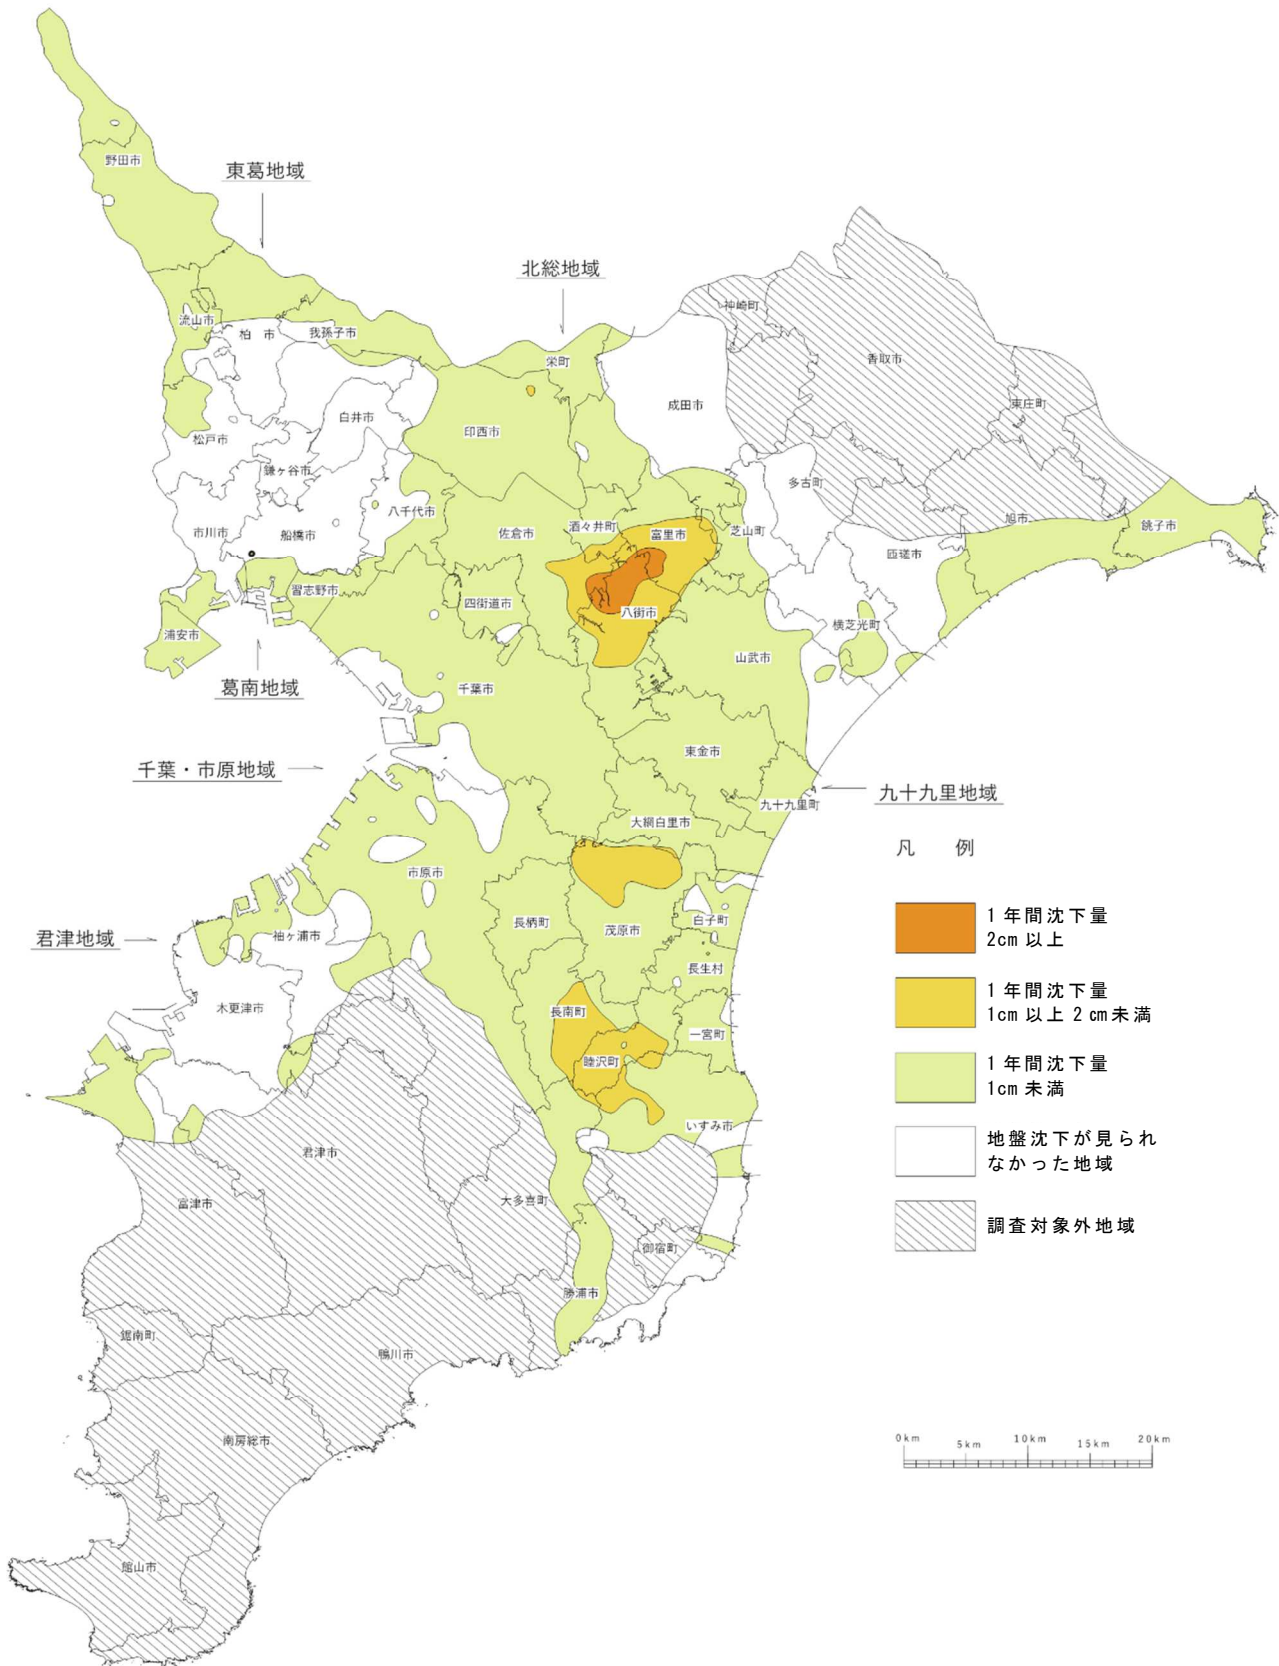 野田市
東葛地域
北総地域
神崎町
流山市
柏 市
我孫子市
栄町
香取市
成田市
東庄町
白井市
松戸市
印西市
鎌ヶ谷市
多古町
八千代市
市川市
船橋市
佐倉市
酒々井町
富里市
芝山町
旭市
銚子市
匝瑳市
習志野市
四街道市
八街市
横芝光町
浦安市
山武市
葛南地域
千葉市
東金市
千葉・市原地域
九十九里地域
九十九里町
大網白里市
凡 例
市原市
1年間沈下量
2cm以上
長柄町
茂原市
白子町
君津地域
袖ヶ浦市
長生村
1年間沈下量
1cm以上2cm未満
木更津市
長南町
一宮町
睦沢町
1年間沈下量
1cm未満
いすみ市
地盤沈下が見られ
なかった地域
君津市
富津市
大多喜町
調査対象外地域
御宿町
勝浦市
鋸南町
鴨川市
南房総市
0km
5km
10km
15km
20km
館山市